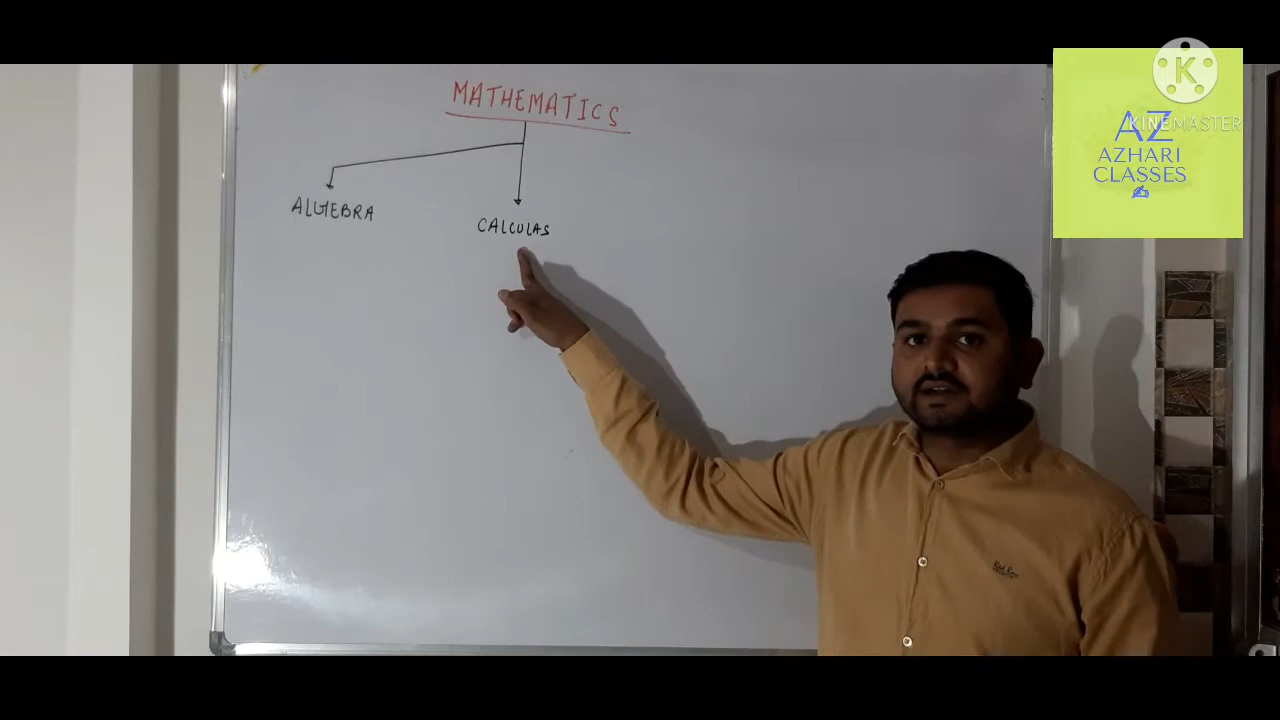 MATHEMATICS
ALGEBRA
CALCULAS
KINEMASTER
AZ
AZHARI
CLASSES